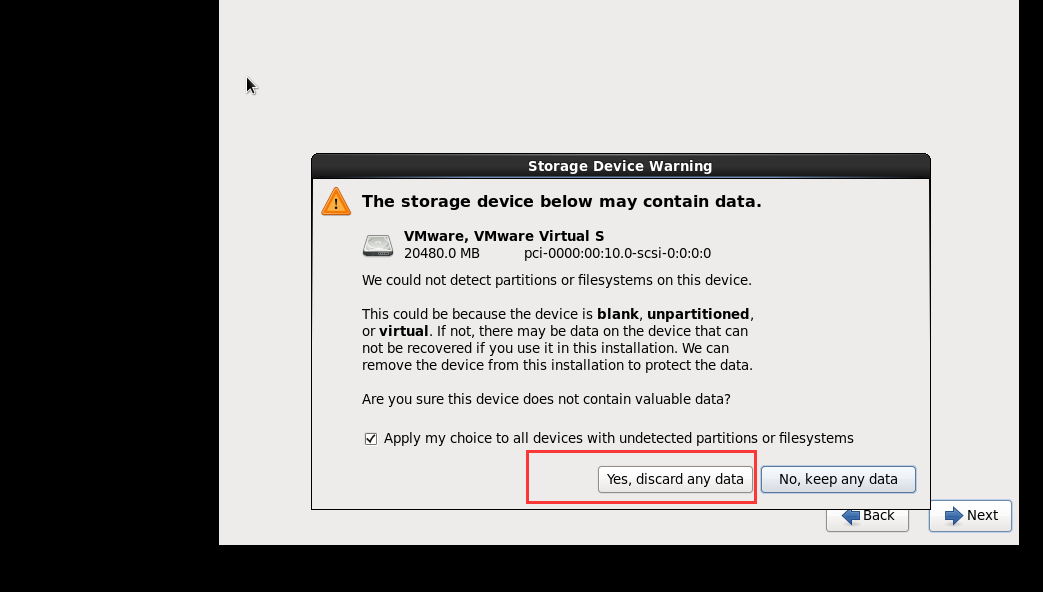 Storage Device Warning
The storage device below may contain data.
VMware, VMware Virtual S
20480.0 MB pci-0000:00:10.0-scsi-0:0:0:0
We could not detect partitions or filesystems on this device.
This could be because the device is blank, unpartitioned,
or virtual. If not, there may be data on the device that can
not be recovered if you use it in this installation. We can
remove the device from this installation to protect the data.
Are you sure this device does not contain valuable data?
Apply my choice to all devices with undetected partitions or filesystems
Yes, discard any data No, keep any data
Back Next